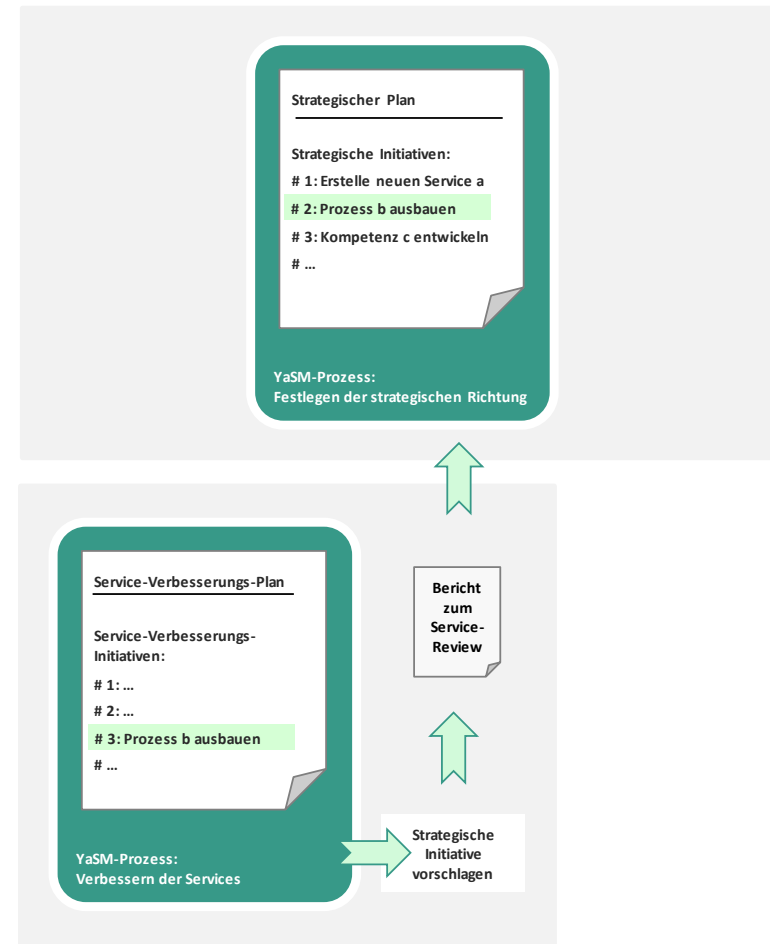 Strategischer Plan
Strategische Initiativen:
# 1: Erstelle neuen Service a
# 2: Prozess b ausbauen
# 3: Kompetenz c entwickeln
# ...
YaSM-Prozess:
Festlegen der strategischen Richtung
Service-Verbesserungs-Plan
Service-Verbesserungs-
Initiativen:
# 1: ...
# 2: ...
# 3: Prozess b ausbauen
# ...
YaSM-Prozess:
Verbessern der Services
Bericht
zum
Service-
Review
Strategische
Initiative
vorschlagen